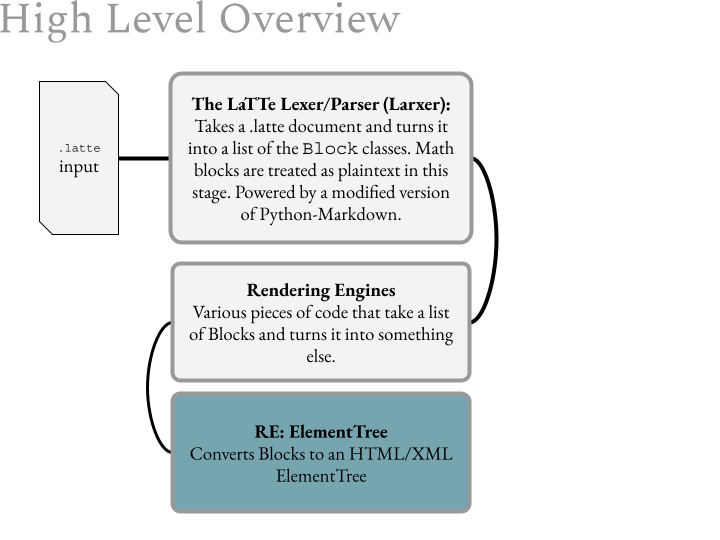 High Level Overview
.latte
input
The LaTTe Lexer/Parser (Larxer):
Takes a .latte document and turns it
into a list of the Block classes. Math
blocks are treated as plaintext in this
stage. Powered by a modified version
of Python-Markdown.
Rendering Engines
Various pieces of code that take a list
of Blocks and turns it into something
else.
RE: ElementTree
Converts Blocks to an HTML/XML
ElementTree